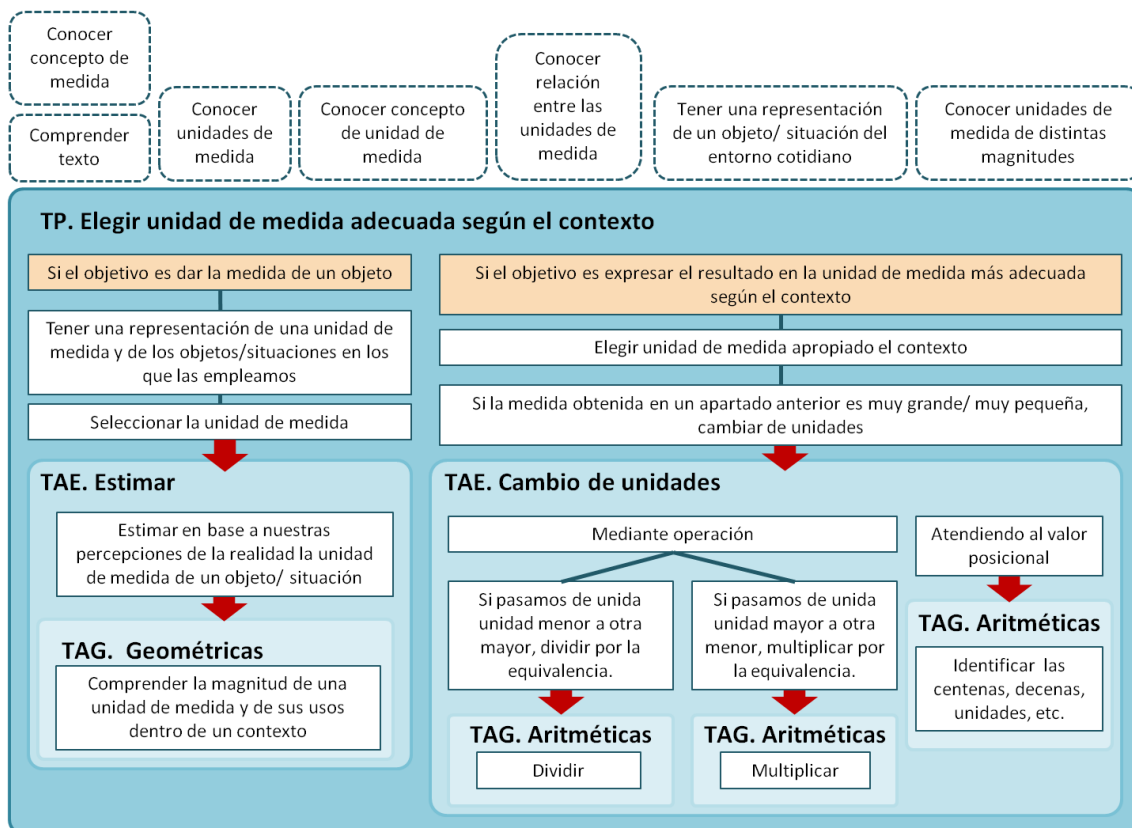 Conocer
concepto de
medida
Comprender
texto
Conocer
unidades de
medida
Conocer concepto
de unidad de
medida
Conocer
relación
entre las
unidades de
medida
Tener una representación
de un objeto/ situación del
entorno cotidiano
Conocer unidades de
medida de distintas
magnitudes
TP. Elegir unidad de medida adecuada según el contexto
Si el objetivo es dar la medida de un objeto
Tener una representación de una unidad de
medida y de los objetos/situaciones en los
que las empleamos
Seleccionar la unidad de medida
TAE. Estimar
Estimar en base a nuestras
percepciones de la realidad la unidad
de medida de un objeto/ situación
TAG. Geométricas
Comprender la magnitud de una
unidad de medida y de sus usos
dentro de un contexto
Si el objetivo es expresar el resultado en la unidad de medida más adecuada
según el contexto
Elegir unidad de medida apropiado el contexto
Si la medida obtenida en un apartado anterior es muy grande/ muy pequeña,
cambiar de unidades
TAE. Cambio de unidades
Mediante operación
Si pasamos de unida
unidad menor a otra
mayor, dividir por la
equivalencia.
TAG. Aritméticas
Dividir
Si pasamos de unida
unidad mayor a otra
menor, multiplicar por
la equivalencia.
TAG. Aritméticas
Multiplicar
Atendiendo al valor
posicional
TAG. Aritméticas
Identificar las
centenas, decenas,
unidades, etc.